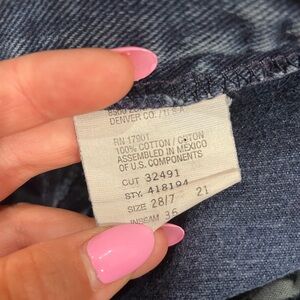 DENVER CO.
RN 17901
100% COTTON / COTON
ASSEMBLED IN MEXICO
OF U.S. COMPONENTS
CUT 32491
STY. 418194
SIZE 28/7 21
INSEAM 36